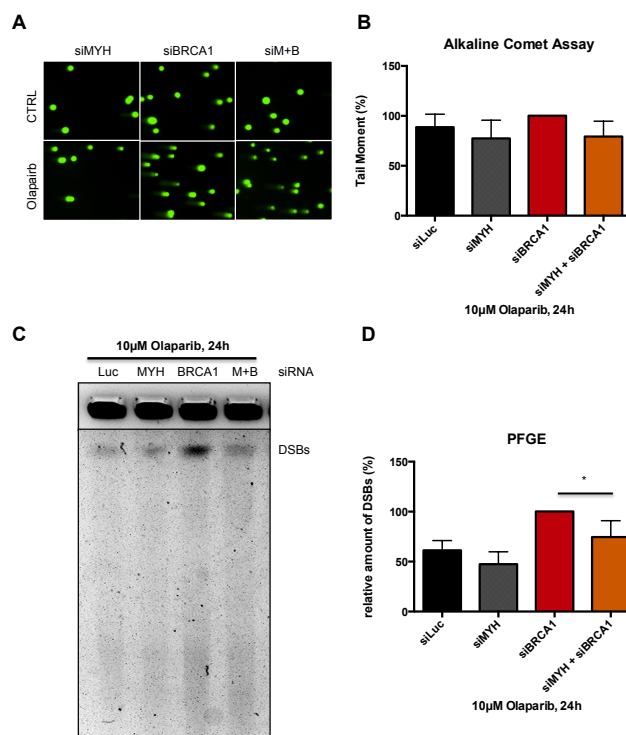 A
siMYH siBRCA1 siM+B
CTRL
Olapairb
B
Alkaline Comet Assay
Tail Moment (%)
150
100
50
0
siLuc
siMYH
siBRCA1
siMYH + siBRCA1
10µM Olaparib, 24h
C
10µM Olaparib, 24h
Luc MYH BRCA1 M+B siRNA
DSBs
D
PFGE
relative amount of DSBs (%)
150
100
50
0
*
siLuc
siMYH
siBRCA1
siMYH + siBRCA1
10µM Olaparib, 24h